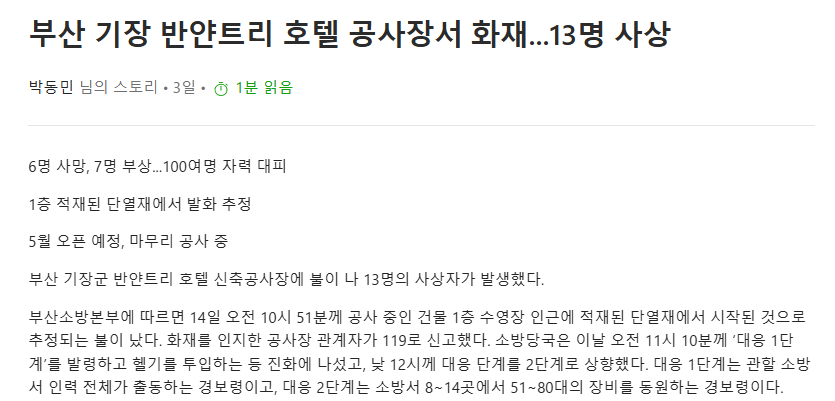 부산 기장 반얀트리 호텔 공사장서 화재...13명 사상
박동민 님의 스토리 • 3일 • 1분 읽음
6명 사망, 7명 부상...100여명 자력 대피
1층 적재된 단열재에서 발화 추정
5월 오픈 예정, 마무리 공사 중
부산 기장군 반얀트리 호텔 신축공사장에 불이 나 13명의 사상자가 발생했다.
부산소방본부에 따르면 14일 오전 10시 51분께 공사 중인 건물 1층 수영장 인근에 적재된 단열재에서 시작된 것으로
추정되는 불이 났다. 화재를 인지한 공사장 관계자가 119로 신고했다. 소방당국은 이날 오전 11시 10분께 ‘대응 1단
계’를 발령하고 헬기를 투입하는 등 진화에 나섰고, 낮 12시께 대응 단계를 2단계로 상향했다. 대응 1단계는 관할 소방
서 인력 전체가 출동하는 경보령이고, 대응 2단계는 소방서 8~14곳에서 51~80대의 장비를 동원하는 경보령이다.